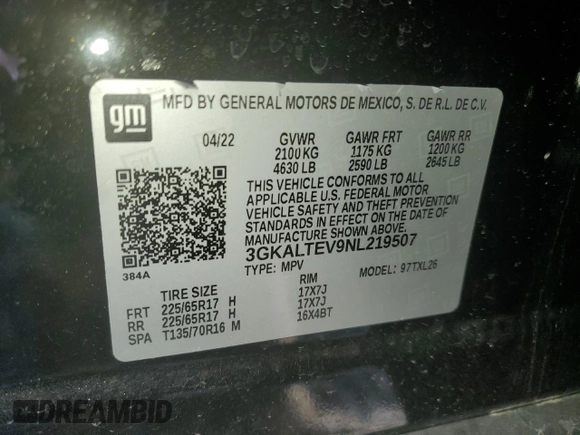 gm
MFD BY GENERAL MOTORS DE MEXICO, S. DE R.L. DE C.V.
04/22 GVWR GAWR FRT GAWR RR
2100 KG 1175 KG 1200 KG
4630 LB 2590 LB 2645 LB
THIS VEHICLE CONFORMS TO ALL
APPLICABLE U.S. FEDERAL MOTOR
VEHICLE SAFETY AND THEFT PREVENTION
STANDARDS IN EFFECT ON THE DATE OF
MANUFACTURE SHOWN ABOVE.
3GKALTEV9NL219507
384A
TYPE: MPV MODEL: 97TXL26
TIRE SIZE RIM
FRT 225/65R17 H 17X7J
RR 225/65R17 H 17X7J
SPA T135/70R16 M 16X4BT
DREAMBID